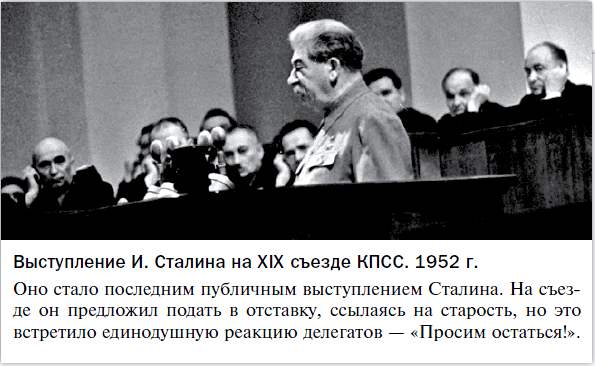 Выступление И. Сталина на XIX съезде КПСС. 1952 г.
Оно стало последним публичным выступлением Сталина. На съез-
де он предложил подать в отставку, ссылаясь на старость, но это
встретило единодушную реакцию делегатов — «Просим остаться!».